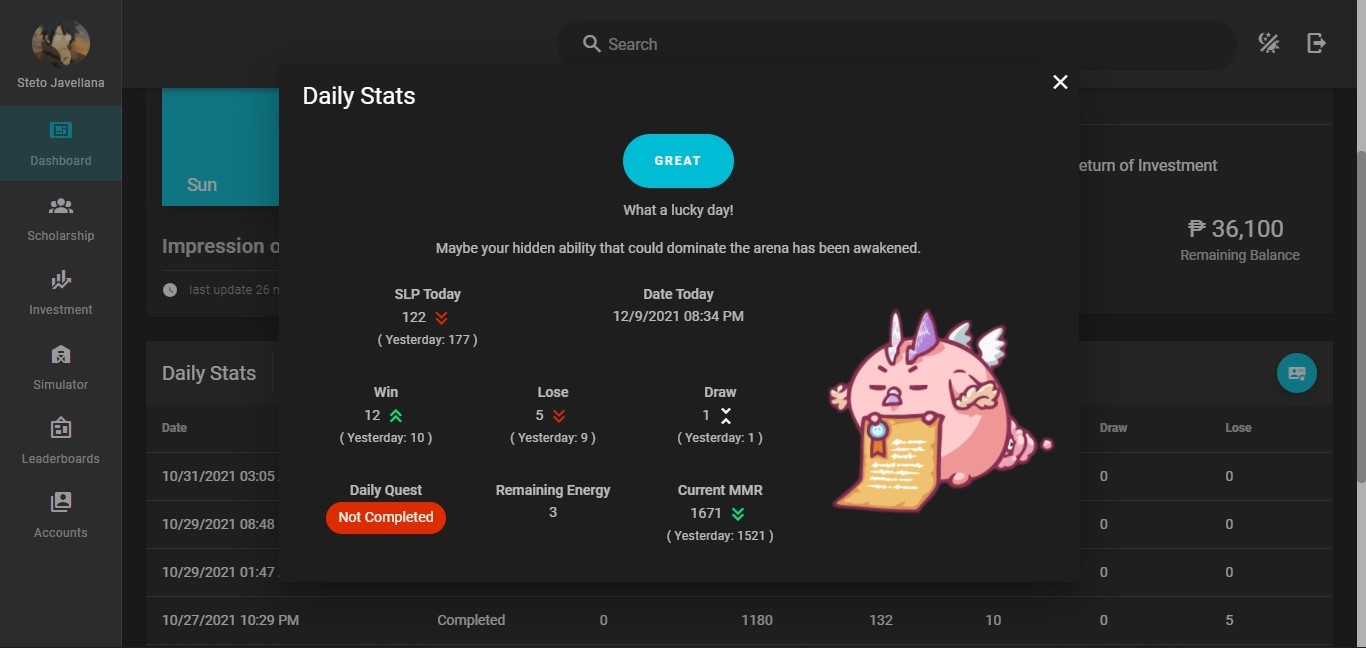 Steto Javellana
Dashboard
Scholarship
Investment
Simulator
Leaderboards
Accounts
Search
Sun
Impression o
last update 26
eturn of Investment
₱ 36,100
Remaining Balance
Daily Stats
GREAT
What a lucky day!
Maybe your hidden ability that could dominate the arena has been awakened.
SLP Today
122
( Yesterday: 177 )
Date Today
12/9/2021 08:34 PM
Win
12
( Yesterday: 10 )
Lose
5
( Yesterday: 9 )
Draw
1
( Yesterday: 1 )
Daily Quest
Not Completed
Remaining Energy
3
Current MMR
1671
( Yesterday: 1521 )
Daily Stats
Date Draw Lose
10/31/2021 03:05 0 0
10/29/2021 08:48 0 0
10/29/2021 01:47 0 0
10/27/2021 10:29 PM Completed 0 1180 132 10 0 5